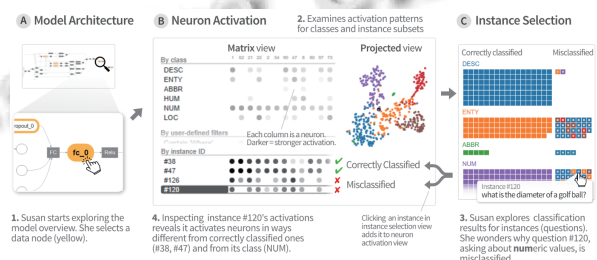 A Model Architecture
B Neuron Activation
2. Examines activation patterns
for classes and instance subsets
C Instance Selection
Matrix view
Projected view
By class
DESC
ENTY
ABBR
HUM
NUM
LOC
Each column is a neuron.
Darker = stronger activation.
By user-defined filters
By instance ID
#38
#47
#126
#120
Correctly Classified
Misclassified
Correctly classified
Misclassified
DESC
ENTY
ABBR
NUM
Instance #120
what is the diameter of a golf ball?
ropout_0
FC
fc_0
Relu
1. Susan starts exploring the
model overview. She selects a
data node (yellow).
4. Inspecting instance #120's activations
reveals it activates neurons in ways
different from correctly classified ones
(#38, #47) and from its class (NUM).
Clicking an instance in
instance selection view
adds it to neuron
activation view
3. Susan explores classification
results for instances (questions).
She wonders why question #120,
asking about numeric values, is
misclassified.